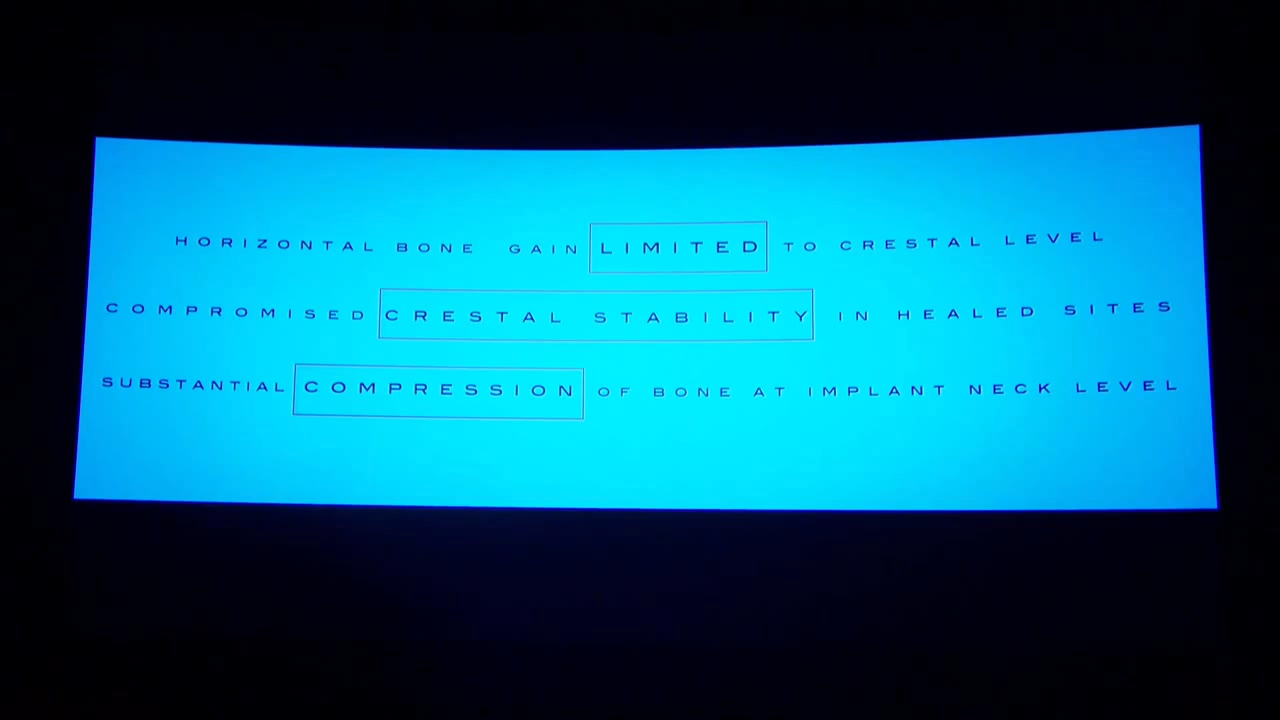 HORIZONTAL BONE GAIN LIMITED TO CRESTAL LEVEL
COMPROMISED CRESTAL STABILITY IN HEALED SITES
SUBSTANTIAL COMPRESSION OF BONE AT IMPLANT NECK LEVEL